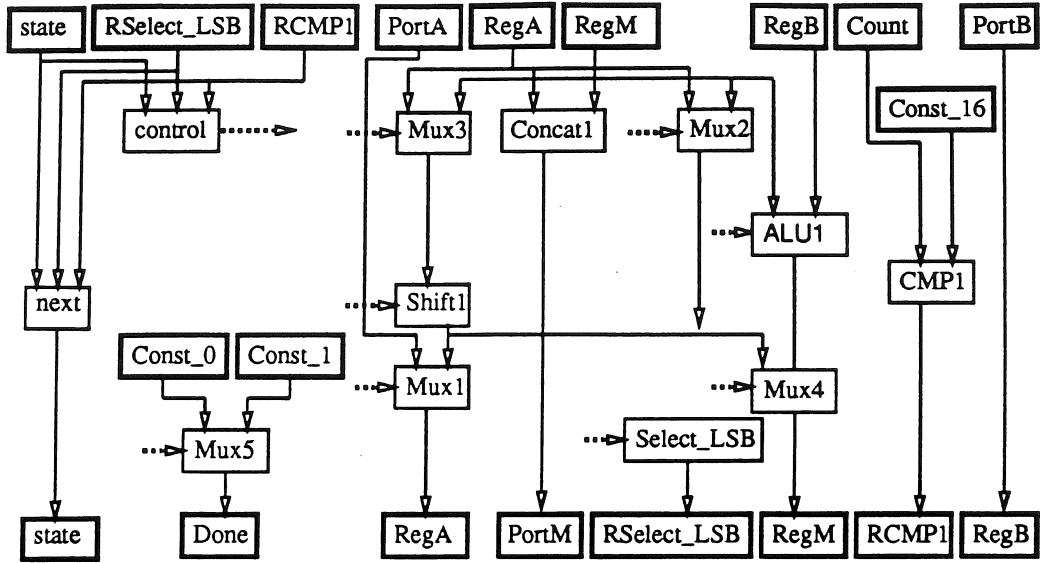 state
RSelect_LSB
RCMP1
PortA
RegA
RegM
RegB
Count
PortB
Const_16
control
Mux3
Concat1
Mux2
ALU1
CMP1
next
Shift1
Const_0
Const_1
Mux1
Mux4
Mux5
Select_LSB
state
Done
RegA
PortM
RSelect_LSB
RegM
RCMP1
RegB